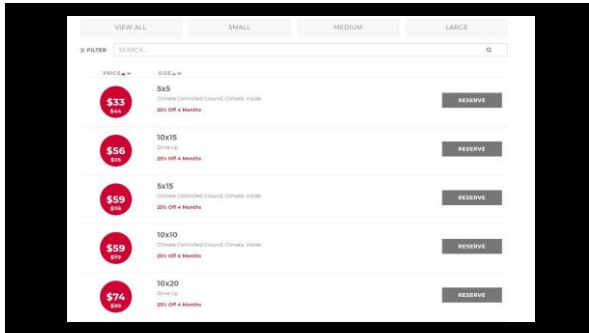 VIEW ALL SMALL MEDIUM LARGE
FILTER SEARCH...
PRICE SIZE
5x5
$33
$44
Climate Controlled Ground, Climate, Inside
25% Off 4 Months
RESERVE
10x15
$56
$75
Drive Up
25% Off 4 Months
RESERVE
5x15
$59
Climate Controlled Ground, Climate, Inside
25% Off 4 Months
RESERVE
10x10
$59
$79
Climate Controlled Ground, Climate, Inside
25% Off 4 Months
RESERVE
10x20
$74
$99
Drive Up
25% Off 4 Months
RESERVE